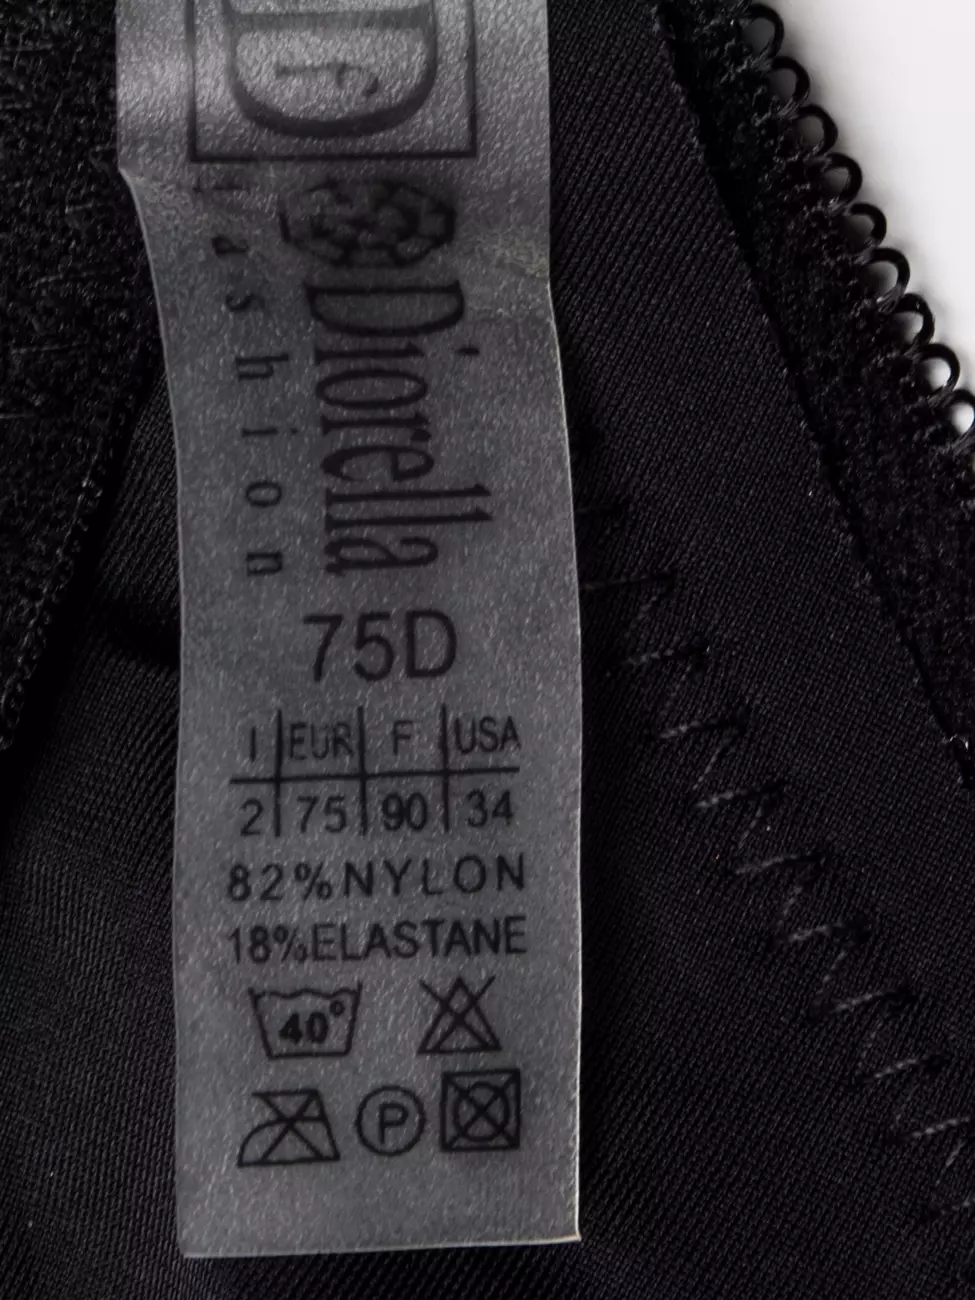 Diorella
fashion
75D
I EUR F USA
2 75 90 34
82% NYLON
18% ELASTANE
40°
P